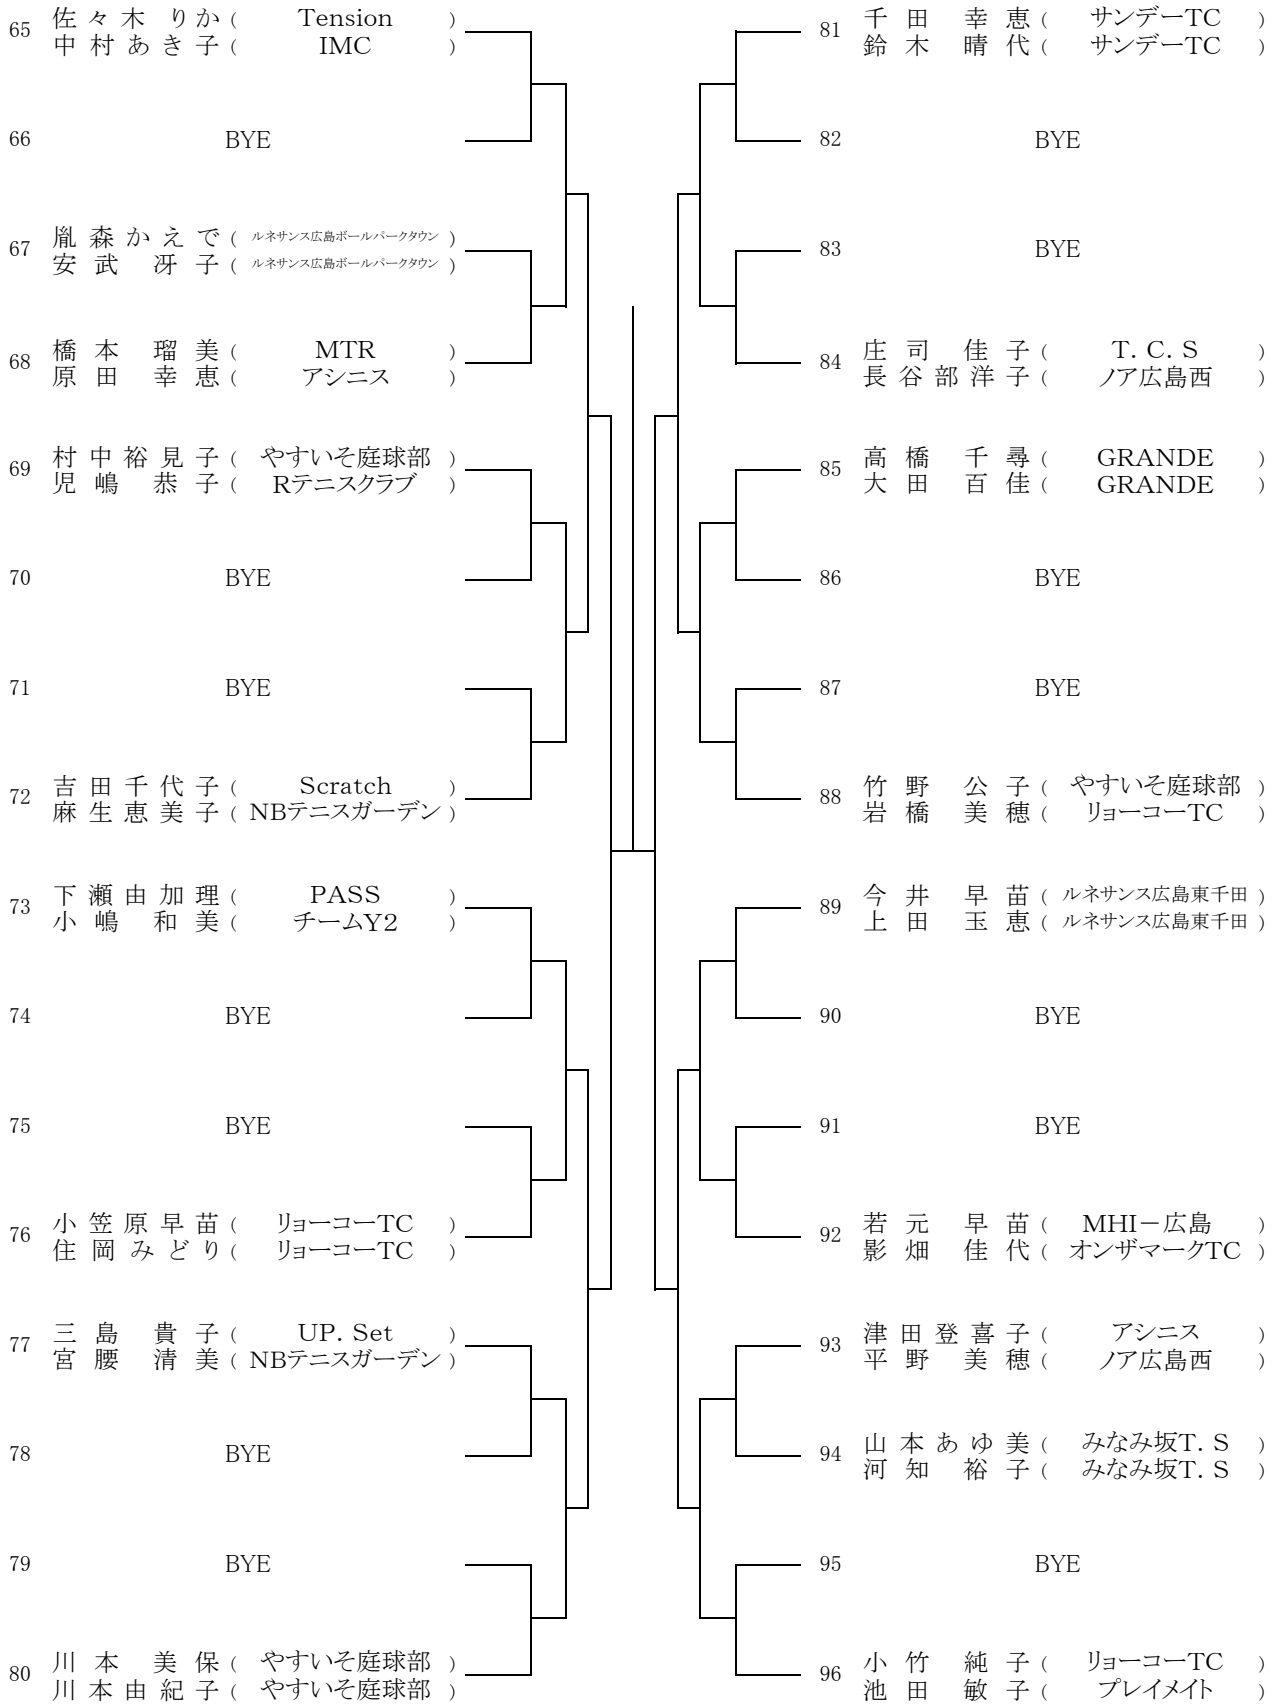 65 佐々木 りか( Tension )
中村あき子( IMC )
66 BYE
67 胤森かえで( ルネサンス広島ボールパークタウン )
安武 冴子( ルネサンス広島ボールパークタウン )
68 橋本 瑠美( MTR )
原田 幸恵( アシニス )
69 村中裕見子( やすいそ庭球部 )
児嶋 恭子( Rテニスクラブ )
70 BYE
71 BYE
72 吉田千代子( Scratch )
麻生恵美子( NBテニスガーデン )
73 下瀬由加理( PASS )
小嶋 和美( チームY2 )
74 BYE
75 BYE
76 小笠原早苗( リョーコーTC )
住岡みどり( リョーコーTC )
77 三島 貴子( UP. Set )
宮腰 清美( NBテニスガーデン )
78 BYE
79 BYE
80 川本 美保( やすいそ庭球部 )
川本由紀子( やすいそ庭球部 )
81 千田 幸恵( サンデーTC )
鈴木 晴代( サンデーTC )
82 BYE
83 BYE
84 庄司 佳子( T. C. S )
長谷部洋子( ノア広島西 )
85 高橋 千尋( GRANDE )
大田 百佳( GRANDE )
86 BYE
87 BYE
88 竹野 公子( やすいそ庭球部 )
岩橋 美穂( リョーコーTC )
89 今井 早苗( ルネサンス広島東千田 )
上田 玉恵( ルネサンス広島東千田 )
90 BYE
91 BYE
92 若元 早苗( MHI－広島 )
影畑 佳代( オンザマークTC )
93 津田登喜子( アシニス )
平野 美穂( ノア広島西 )
94 山本あゆ美( みなみ坂T. S )
河知 裕子( みなみ坂T. S )
95 BYE
96 小竹 純子( リョーコーTC )
池田 敏子( プレイメイト )